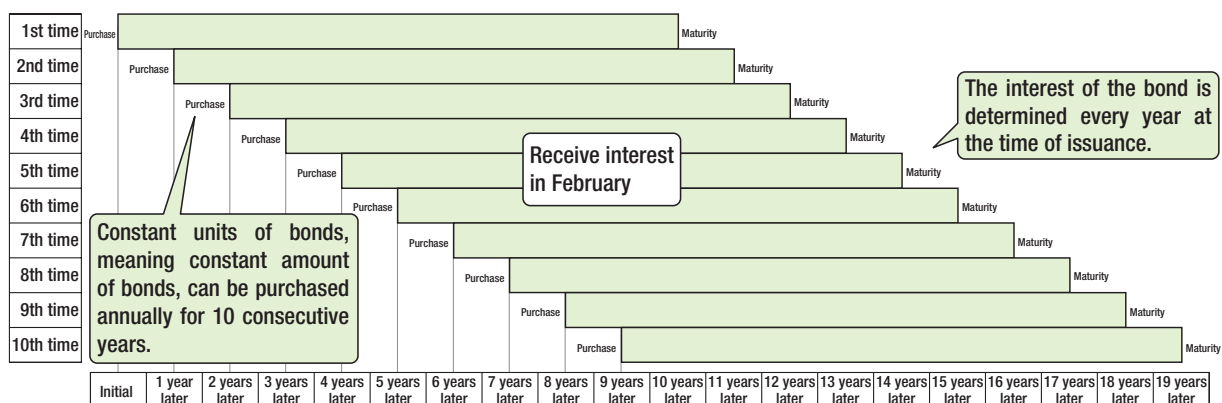 1st time Purchase Maturity
2nd time Purchase Maturity
3rd time Purchase Maturity
4th time Purchase Maturity
5th time Purchase Maturity
6th time Purchase Maturity
7th time Purchase Maturity
8th time Purchase Maturity
9th time Purchase Maturity
10th time Purchase Maturity
The interest of the bond is
determined every year at
the time of issuance.
Receive interest
in February
Constant units of bonds,
meaning constant amount
of bonds, can be purchased
annually for 10 consecutive
years.
Initial
1 year
later
2 years
later
3 years
later
4 years
later
5 years
later
6 years
later
7 years
later
8 years
later
9 years
later
10 years
later
11 years
later
12 years
later
13 years
later
14 years
later
15 years
later
16 years
later
17 years
later
18 years
later
19 years
later